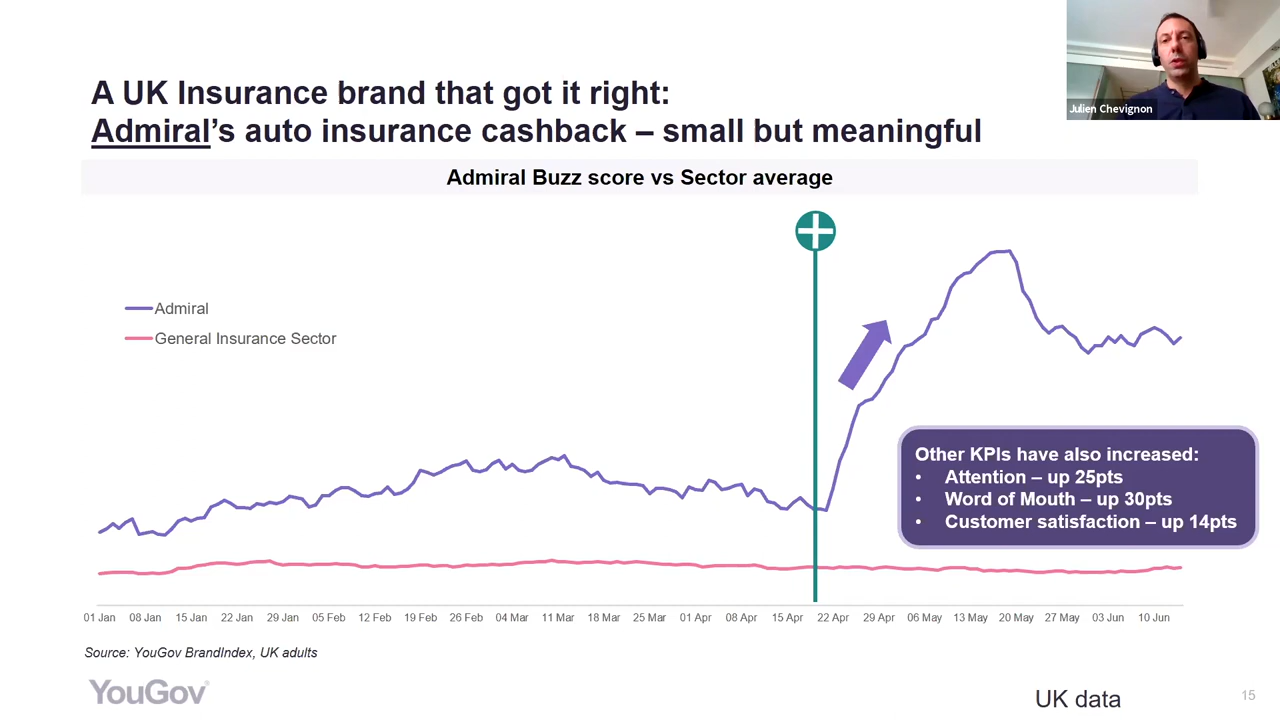 Julien Chevignon
A UK Insurance brand that got it right:
Admiral’s auto insurance cashback – small but meaningful
Admiral Buzz score vs Sector average
Admiral
General Insurance Sector
Other KPIs have also increased:
• Attention – up 25pts
• Word of Mouth – up 30pts
• Customer satisfaction – up 14pts
01 Jan 08 Jan 15 Jan 22 Jan 29 Jan 05 Feb 12 Feb 19 Feb 26 Feb 04 Mar 11 Mar 18 Mar 25 Mar 01 Apr 08 Apr 15 Apr 22 Apr 29 Apr 06 May 13 May 20 May 27 May 03 Jun 10 Jun
Source: YouGov BrandIndex, UK adults
YouGov®
UK data
15